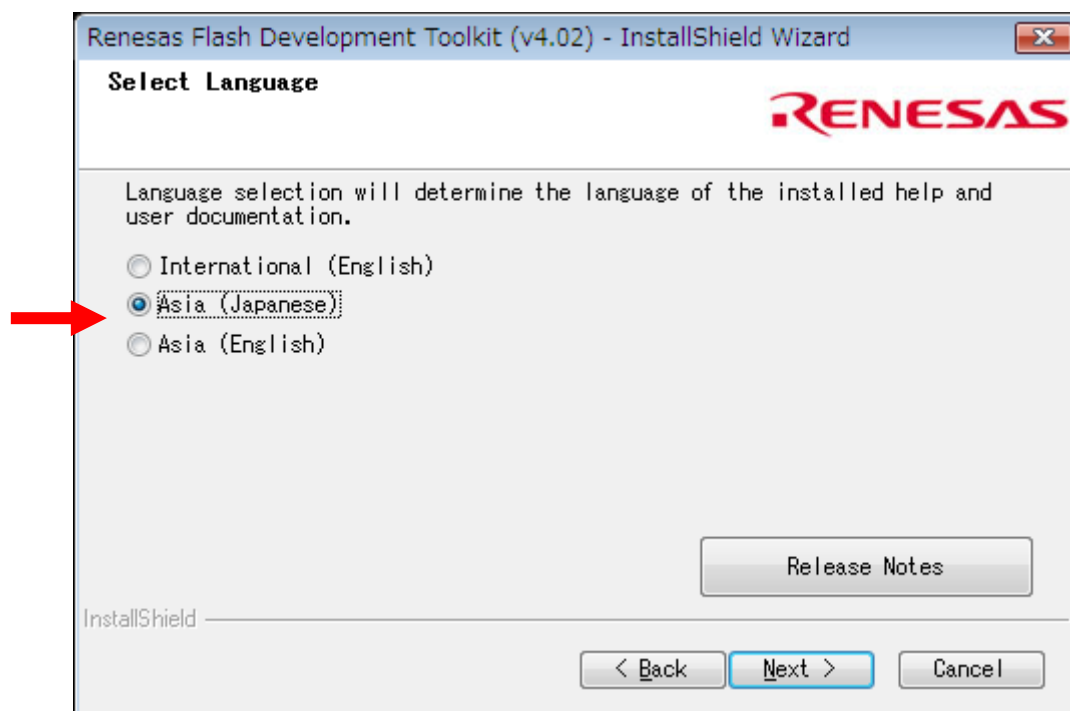 Renesas Flash Development Toolkit (v4.02) - InstallShield Wizard
Select Language
RENESAS
Language selection will determine the language of the installed help and
user documentation.
International (English)
Asia (Japanese)
Asia (English)
Release Notes
InstallShield
< Back
Next >
Cancel